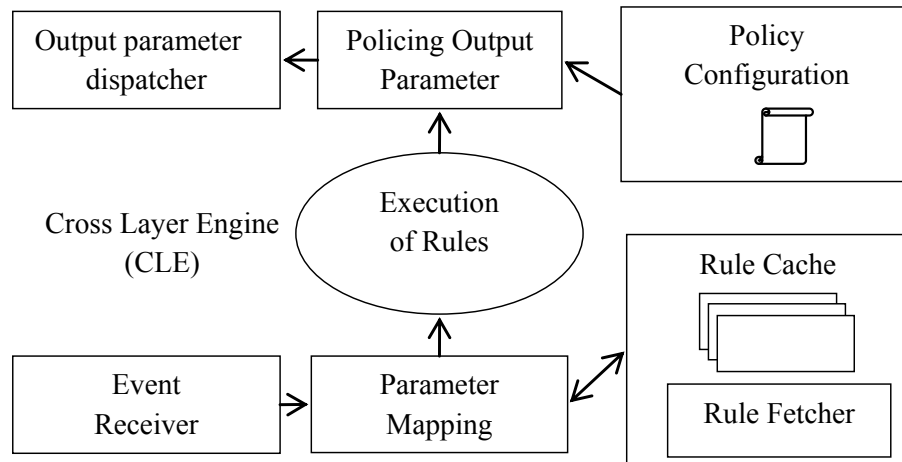 Output parameter
dispatcher
Policing Output
Parameter
Policy
Configuration
Cross Layer Engine
(CLE)
Execution
of Rules
Rule Cache
Event
Receiver
Parameter
Mapping
Rule Fetcher